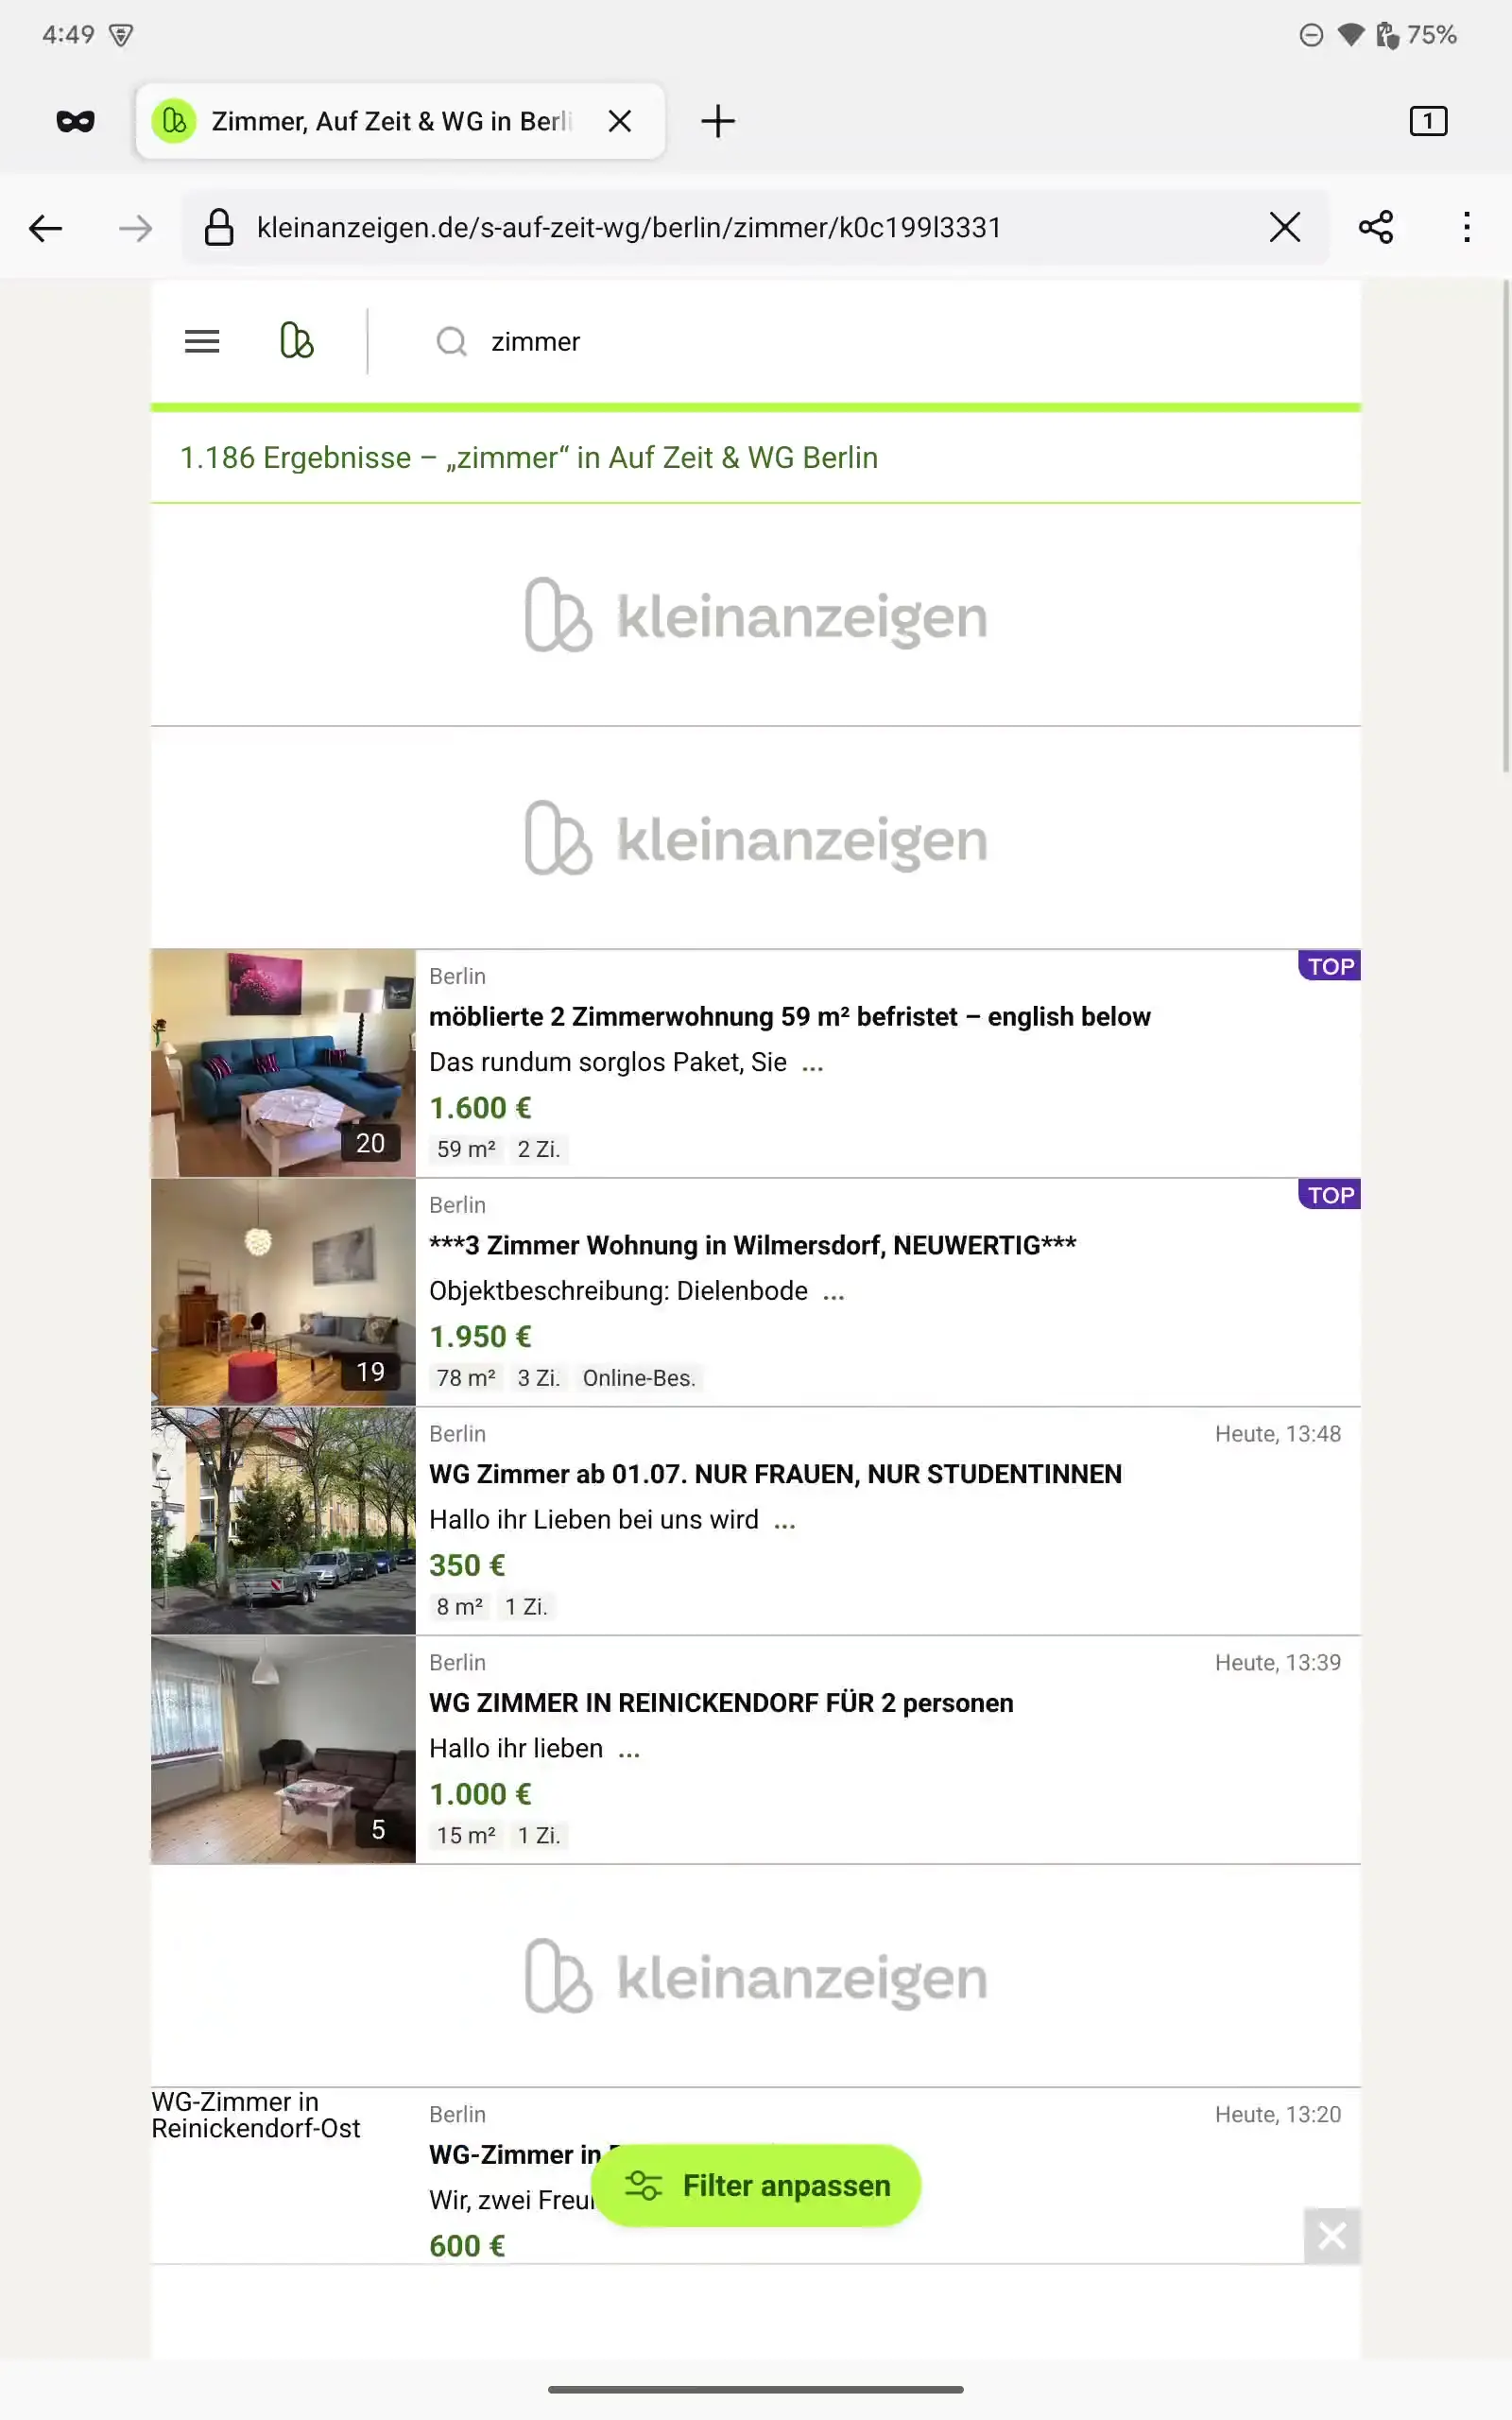 4:49
75%
Zimmer, Auf Zeit & WG in Berli
1
kleinanzeigen.de/s-auf-zeit-wg/berlin/zimmer/k0c199l3331
zimmer
1.186 Ergebnisse – „zimmer“ in Auf Zeit & WG Berlin
kleinanzeigen
kleinanzeigen
Berlin
TOP
möblierte 2 Zimmerwohnung 59 m² befristet – english below
Das rundum sorglos Paket, Sie ...
1.600 €
20
59 m² 2 Zi.
Berlin
TOP
***3 Zimmer Wohnung in Wilmersdorf, NEUWERTIG***
Objektbeschreibung: Dielenbode ...
1.950 €
19
78 m² 3 Zi. Online-Bes.
Berlin
Heute, 13:48
WG Zimmer ab 01.07. NUR FRAUEN, NUR STUDENTINNEN
Hallo ihr Lieben bei uns wird ...
350 €
8 m² 1 Zi.
Berlin
Heute, 13:39
WG ZIMMER IN REINICKENDORF FÜR 2 personen
Hallo ihr lieben ...
1.000 €
5
15 m² 1 Zi.
kleinanzeigen
WG-Zimmer in
Reinickendorf-Ost
Berlin
Heute, 13:20
WG-Zimmer in
Wir, zwei Freu
Filter anpassen
600 €